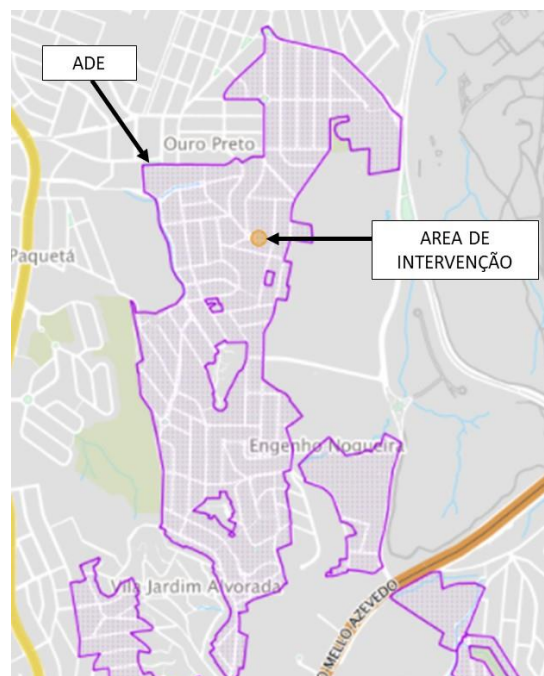 ADE
Ouro Preto
AREA DE
INTERVENÇÃO
Paquetá
Engenho Nogueira
Vila Jardim Alvorada
O MELLO AZEVEDO